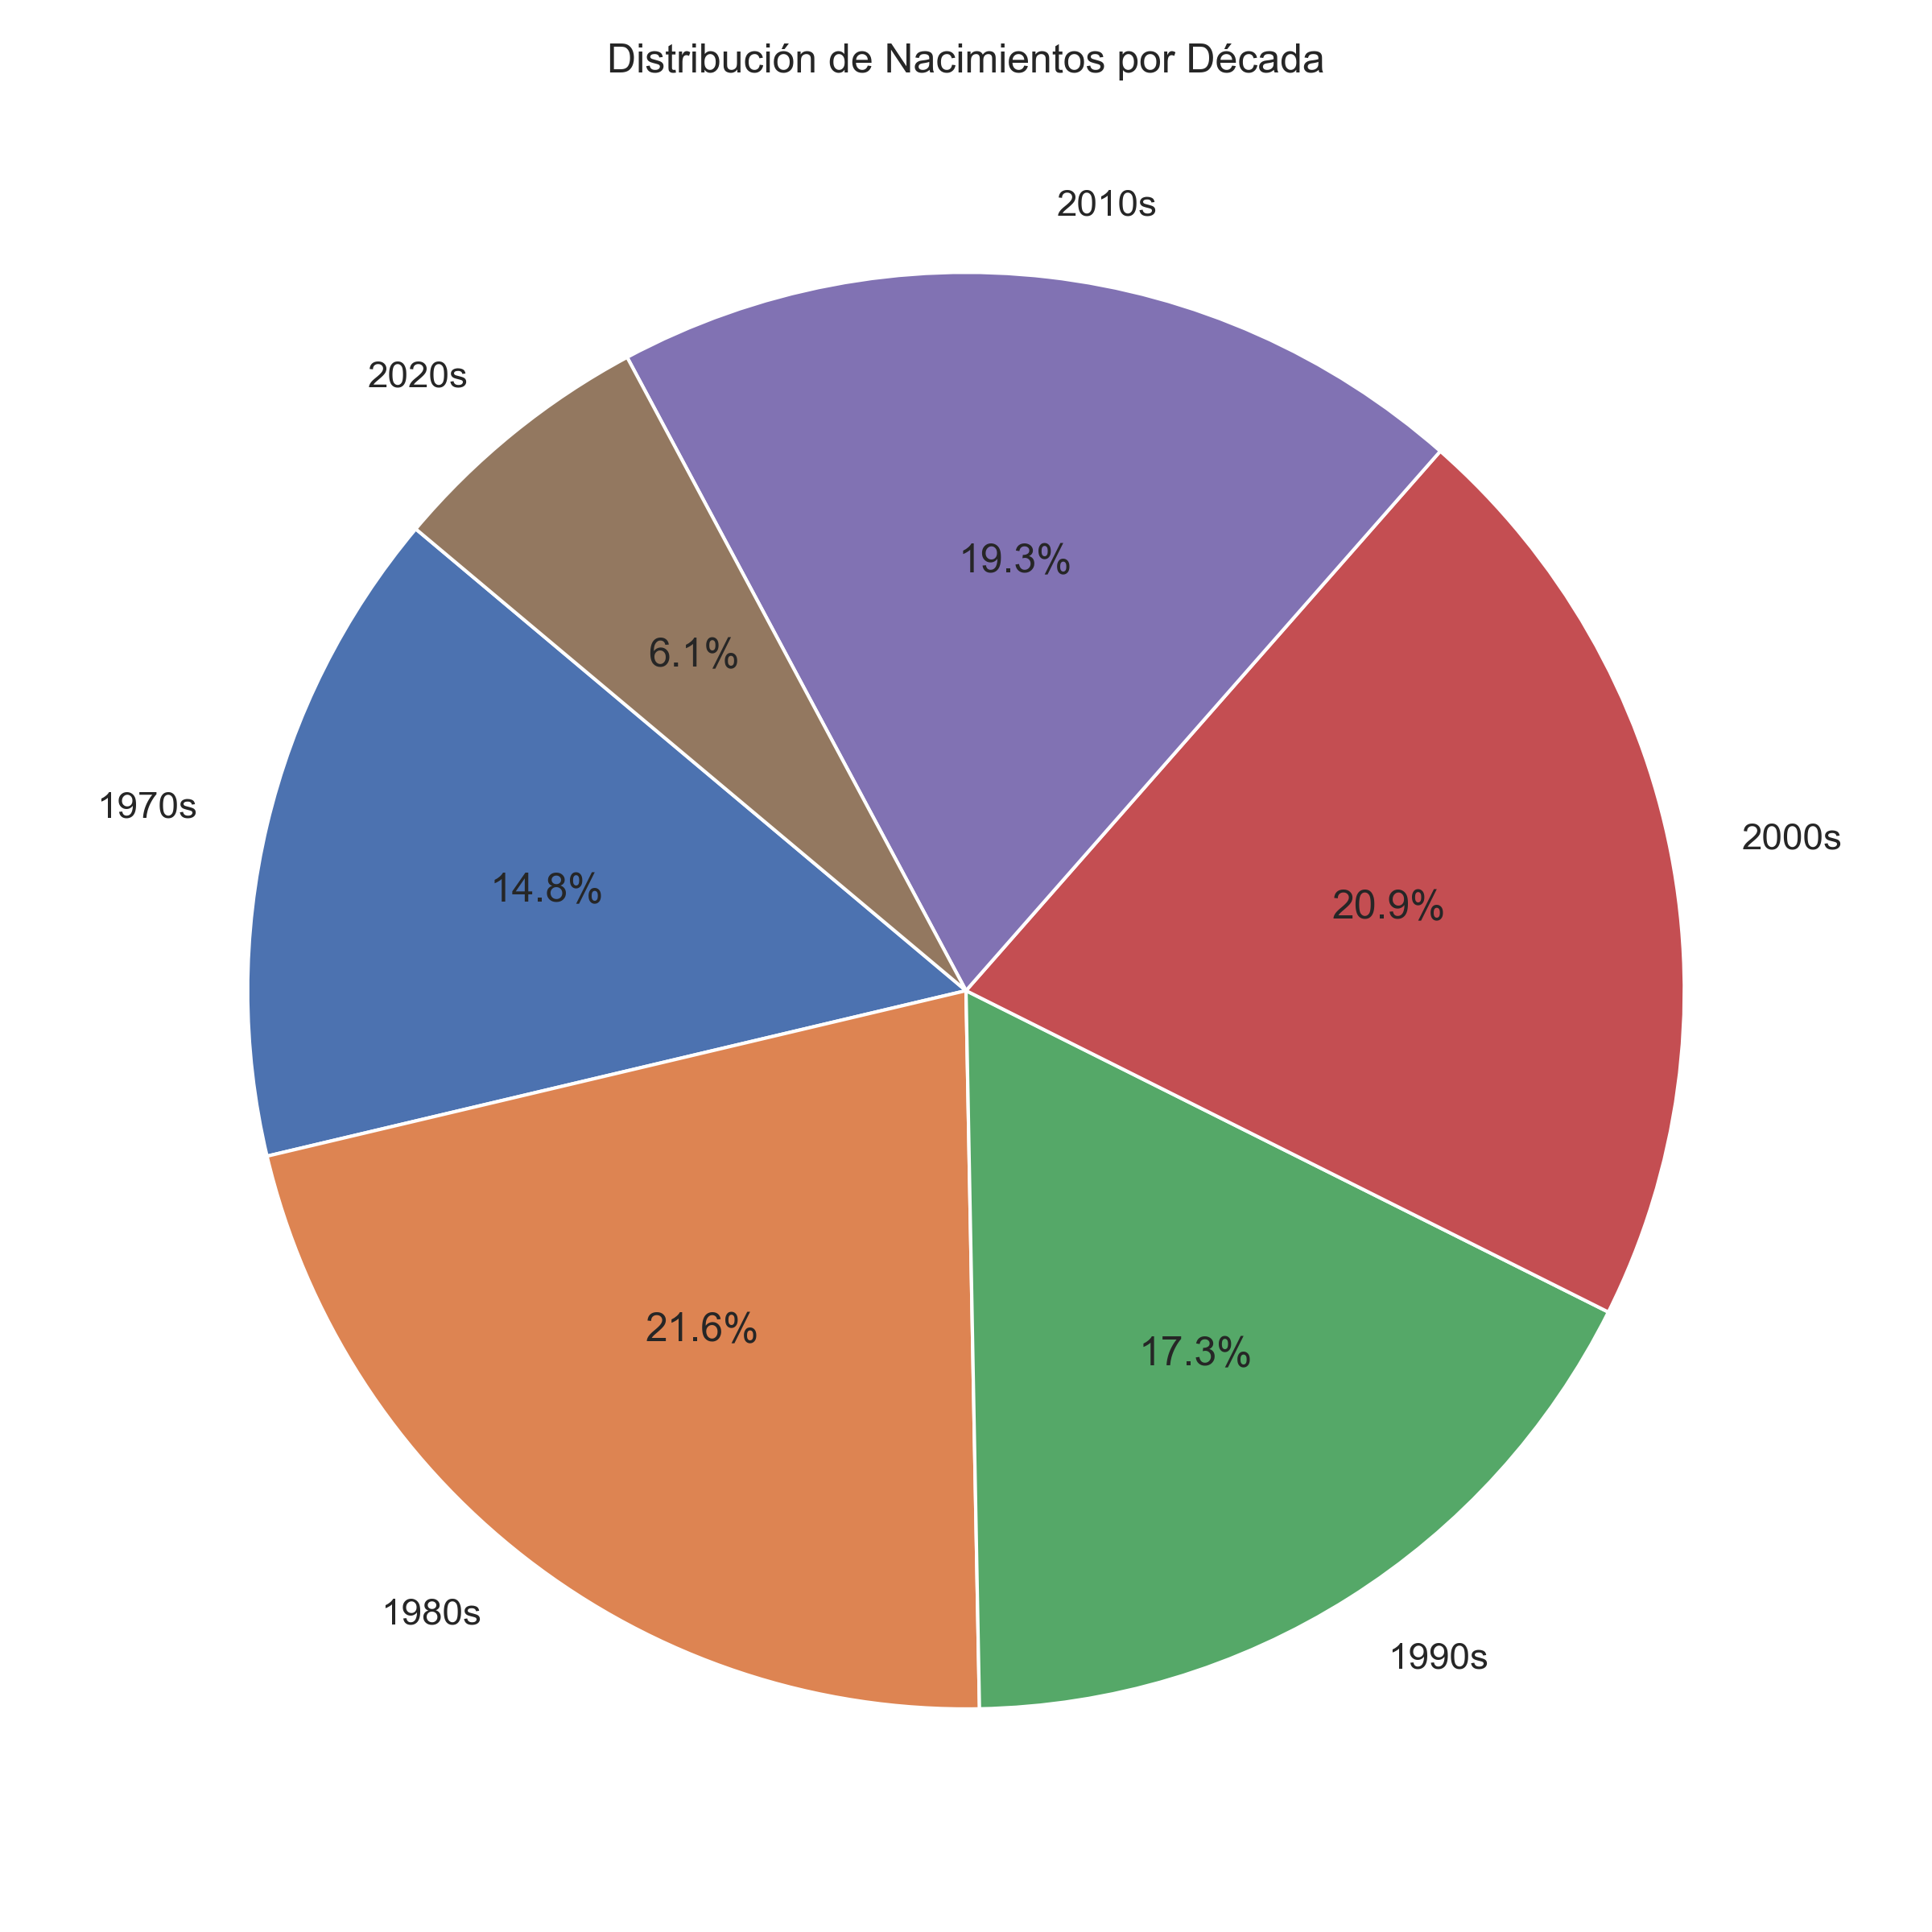 Distribución de Nacimientos por Década
2010s
2020s
19.3%
6.1%
1970s
2000s
14.8%
20.9%
21.6%
17.3%
1980s
1990s